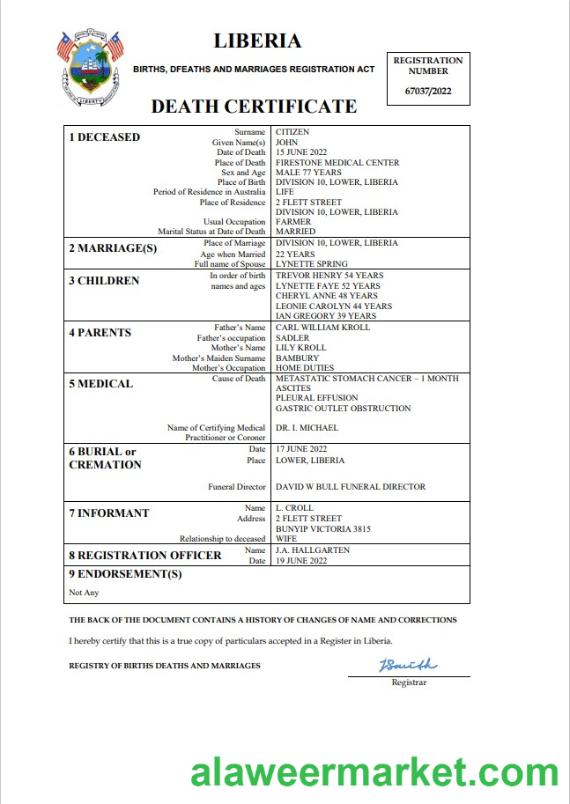 LIBERIA
BIRTHS, DFEATHS AND MARRIAGES REGISTRATION ACT
REGISTRATION
NUMBER
67037/2022
DEATH CERTIFICATE
1 DECEASED
Surname CITIZEN
Given Name(s) JOHN
Date of Death 15 JUNE 2022
Place of Death FIRESTONE MEDICAL CENTER
Sex and Age MALE 77 YEARS
Place of Birth DIVISION 10, LOWER, LIBERIA
Period of Residence in Australia LIFE
Place of Residence 2 FLETT STREET
DIVISION 10, LOWER, LIBERIA
Usual Occupation FARMER
Marital Status at Date of Death MARRIED
2 MARRIAGE(S)
Place of Marriage DIVISION 10, LOWER, LIBERIA
Age when Married 22 YEARS
Full name of Spouse LYNETTE SPRING
3 CHILDREN
In order of birth TREVOR HENRY 54 YEARS
names and ages LYNETTE FAYE 52 YEARS
CHERYL ANNE 48 YEARS
LEONIE CAROLYN 44 YEARS
IAN GREGORY 39 YEARS
4 PARENTS
Father's Name CARL WILLIAM KROLL
Father's occupation SADLER
Mother's Name LILY KROLL
Mother's Maiden Surname BAMBURY
Mother's Occupation HOME DUTIES
5 MEDICAL
Cause of Death METASTATIC STOMACH CANCER – 1 MONTH
ASCITES
PLEURAL EFFUSION
GASTRIC OUTLET OBSTRUCTION
Name of Certifying Medical DR. I. MICHAEL
Practitioner or Coroner
6 BURIAL or
CREMATION
Date 17 JUNE 2022
Place LOWER, LIBERIA
Funeral Director DAVID W BULL FUNERAL DIRECTOR
7 INFORMANT
Name L. CROLL
Address 2 FLETT STREET
BUNYIP VICTORIA 3815
Relationship to deceased WIFE
8 REGISTRATION OFFICER
Name J.A. HALLGARTEN
Date 19 JUNE 2022
9 ENDORSEMENT(S)
Not Any
THE BACK OF THE DOCUMENT CONTAINS A HISTORY OF CHANGES OF NAME AND CORRECTIONS
I hereby certify that this is a true copy of particulars accepted in a Register in Liberia.
REGISTRY OF BIRTHS DEATHS AND MARRIAGES
JSmith
Registrar
alaweermarket.com